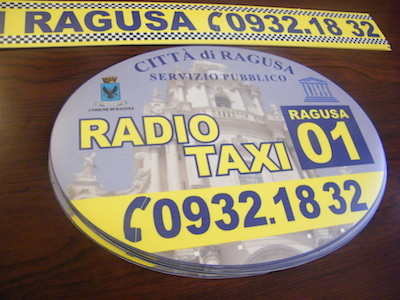 RAGUSA 0932.18 32
CITTÀ di RAGUSA
SERVIZIO PUBBLICO
COMUNE DI RAGUSA
RADIO
TAXI
RAGUSA
01
0932.18 32